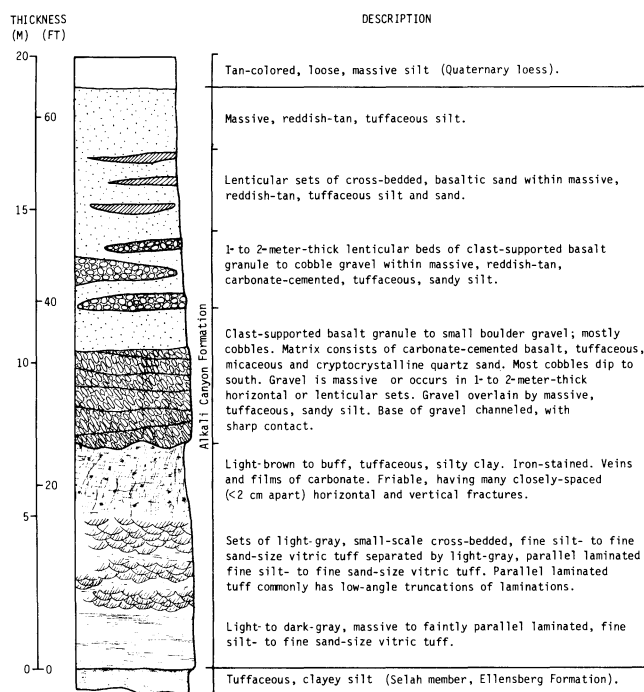 THICKNESS
(M) (FT)
DESCRIPTION
20
Tan-colored, loose, massive silt (Quaternary loess).
60
Massive, reddish-tan, tuffaceous silt.
Lenticular sets of cross-bedded, basaltic sand within massive,
reddish-tan, tuffaceous silt and sand.
15
1- to 2-meter-thick lenticular beds of clast-supported basalt
granule to cobble gravel within massive, reddish-tan,
carbonate-cemented, tuffaceous, sandy silt.
40
Alkali Canyon Formation
Clast-supported basalt granule to small boulder gravel; mostly
cobbles. Matrix consists of carbonate-cemented basalt, tuffaceous,
micaceous and cryptocrystalline quartz sand. Most cobbles dip to
south. Gravel is massive or occurs in 1- to 2-meter-thick
horizontal or lenticular sets. Gravel overlain by massive,
tuffaceous, sandy silt. Base of gravel channeled, with
sharp contact.
10
Light-brown to buff, tuffaceous, silty clay. Iron-stained. Veins
and films of carbonate. Friable, having many closely-spaced
(<2 cm apart) horizontal and vertical fractures.
20
5
Sets of light-gray, small-scale cross-bedded, fine silt- to fine
sand-size vitric tuff separated by light-gray, parallel laminated
fine silt- to fine sand-size vitric tuff. Parallel laminated
tuff commonly has low-angle truncations of laminations.
Light-to dark-gray, massive to faintly parallel laminated, fine
silt- to fine sand-size vitric tuff.
0 0
Tuffaceous, clayey silt (Selah member, Ellensberg Formation).